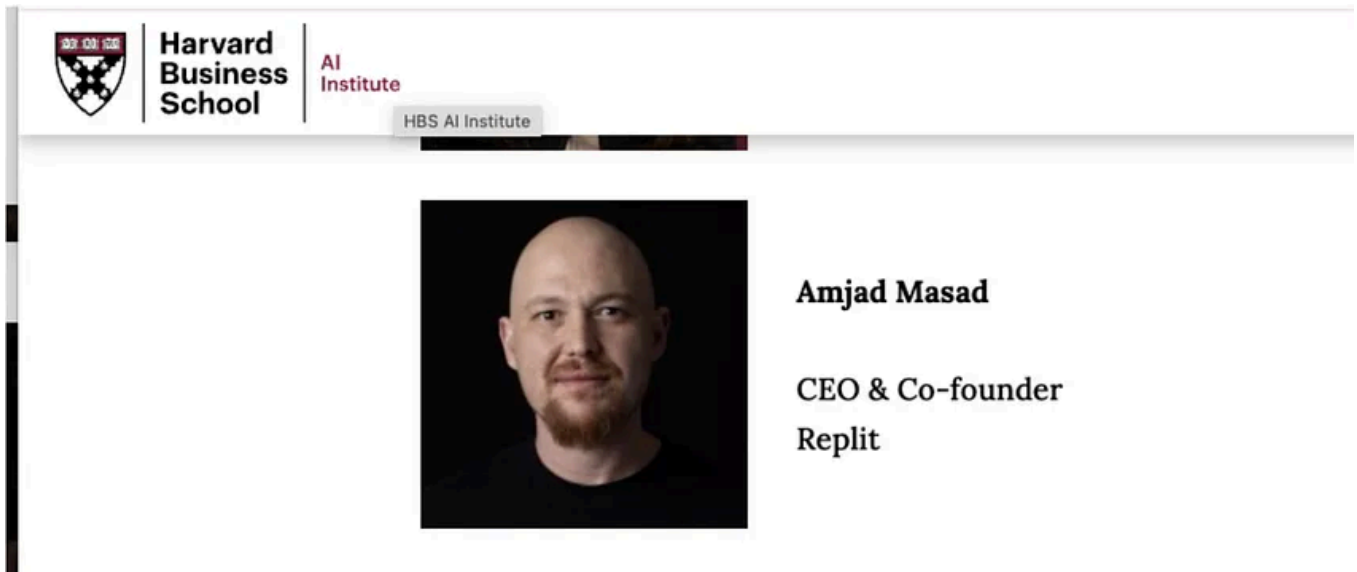 Harvard
Business
School
AI
Institute
HBS AI Institute
Amjad Masad
CEO & Co-founder
Replit